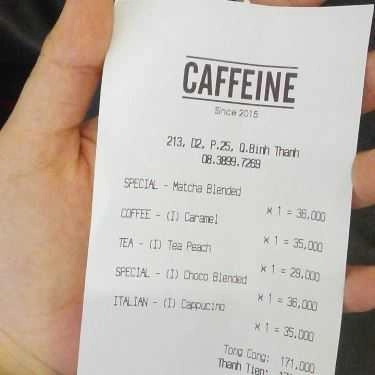 CAFFEINE
Since 2015
213, D2, P.25, Q.Binh Thanh
08.3899.7269
SPECIAL - Matcha Blended
x 1 = 36,000
COFFEE - (I) Caramel
x 1 = 35,000
TEA - (I) Tea Peach
x 1 = 29,000
SPECIAL - (I) Choco Blended
x 1 = 36,000
ITALIAN - (I) Cappucino
x 1 = 35,000
Tong Cong: 171,000
Thanh Tien: